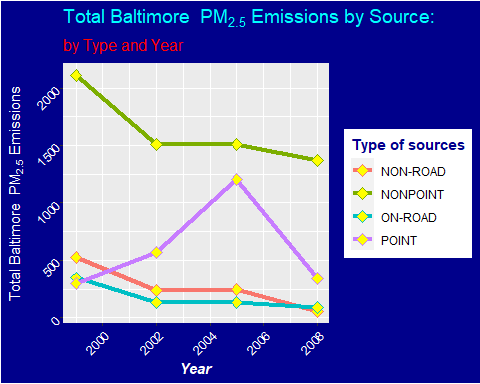 Total Baltimore PM2.5 Emissions by Source:
by Type and Year
Total Baltimore PM2.5 Emissions
2000
1500
1000
500
0
2000
2002
2004
2006
2008
Year
Type of sources
NON-ROAD
NONPOINT
ON-ROAD
POINT